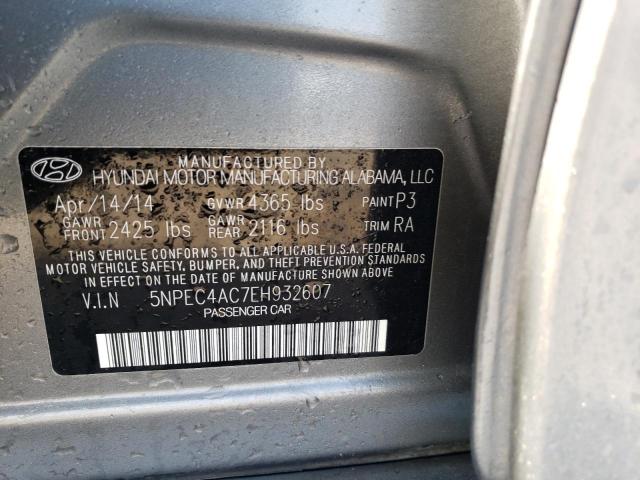 MANUFACTURED BY
HYUNDAI MOTOR MANUFACTURING ALABAMA, LLC
Apr/14/14 GVWR 4365 lbs PAINT P3
GAWR FRONT 2425 lbs GAWR REAR 2116 lbs TRIM RA
THIS VEHICLE CONFORMS TO ALL APPLICABLE U.S.A. FEDERAL
MOTOR VEHICLE SAFETY, BUMPER, AND THEFT PREVENTION
STANDARDS IN EFFECT ON THE DATE OF MANUFACTURE SHOWN ABOVE.
V.I.N 5NPEC4AC7EH932607
PASSENGER CAR